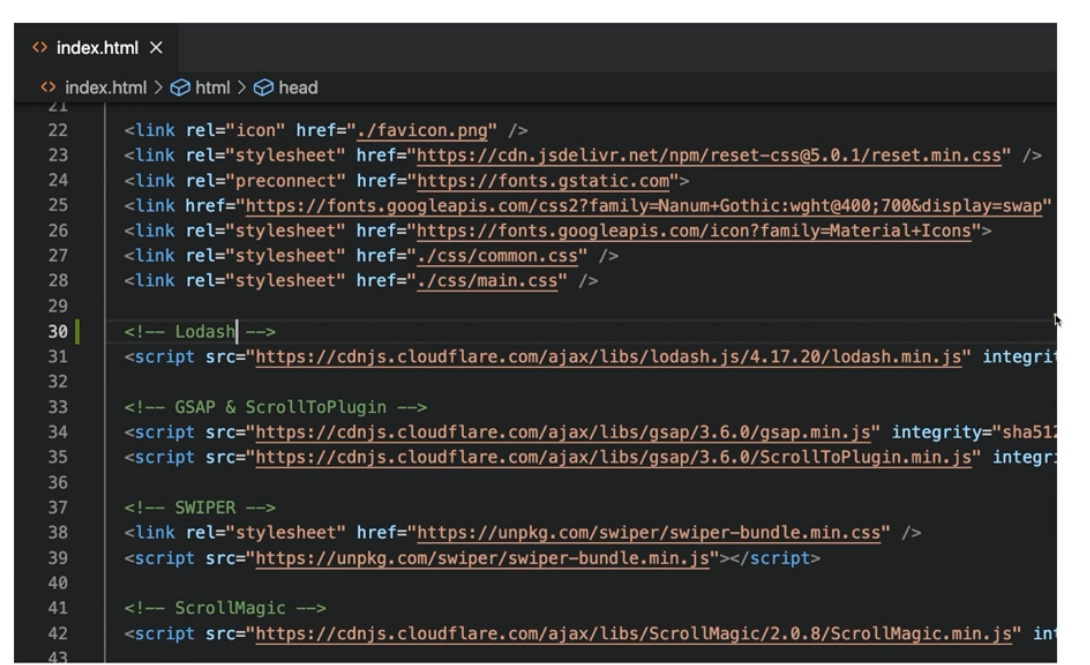 index.html ×
index.html > html > head
21
22 <link rel="icon" href="./favicon.png" />
23 <link rel="stylesheet" href="https://cdn.jsdelivr.net/npm/reset-css@5.0.1/reset.min.css" />
24 <link rel="preconnect" href="https://fonts.gstatic.com">
25 <link href="https://fonts.googleapis.com/css2?family=Nanum+Gothic:wght@400;700&display=swap"
26 <link rel="stylesheet" href="https://fonts.googleapis.com/icon?family=Material+Icons">
27 <link rel="stylesheet" href="./css/common.css" />
28 <link rel="stylesheet" href="./css/main.css" />
29
30 <!-- Lodash -->
31 <script src="https://cdnjs.cloudflare.com/ajax/libs/lodash.js/4.17.20/lodash.min.js" integrit
32
33 <!-- GSAP & ScrollToPlugin -->
34 <script src="https://cdnjs.cloudflare.com/ajax/libs/gsap/3.6.0/gsap.min.js" integrity="sha512
35 <script src="https://cdnjs.cloudflare.com/ajax/libs/gsap/3.6.0/ScrollToPlugin.min.js" integri
36
37 <!-- SWIPER -->
38 <link rel="stylesheet" href="https://unpkg.com/swiper/swiper-bundle.min.css" />
39 <script src="https://unpkg.com/swiper/swiper-bundle.min.js"></script>
40
41 <!-- ScrollMagic -->
42 <script src="https://cdnjs.cloudflare.com/ajax/libs/ScrollMagic/2.0.8/ScrollMagic.min.js" int
43